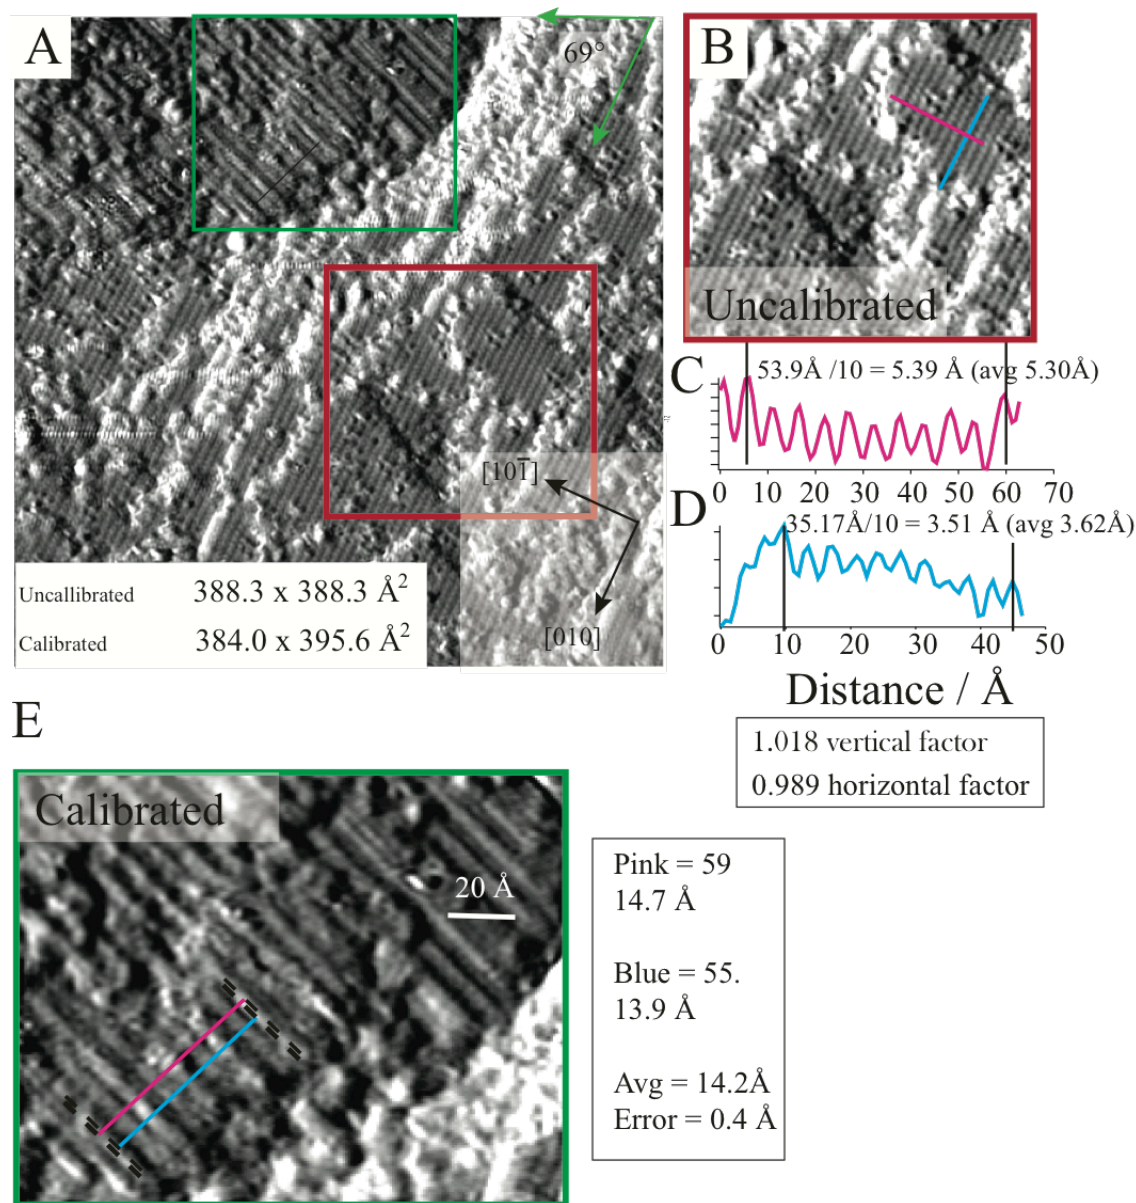 A
69°
[101̅]
[010]
Uncallibrated 388.3 x 388.3 Å²
Calibrated 384.0 x 395.6 Å²
B
Uncalibrated
C
53.9Å /10 = 5.39 Å (avg 5.30Å)
0 10 20 30 40 50 60 70
D
35.17Å/10 = 3.51 Å (avg 3.62Å)
0 10 20 30 40 50
Distance / Å
1.018 vertical factor
0.989 horizontal factor
E
Calibrated
20 Å
Pink = 59
14.7 Å
Blue = 55.
13.9 Å
Avg = 14.2Å
Error = 0.4 Å